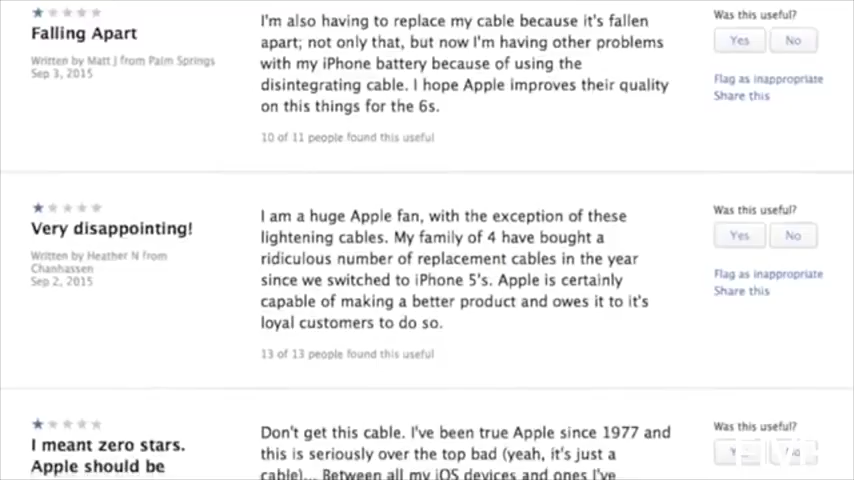 Falling Apart
Written by Matt J from Palm Springs
Sep 3, 2015
I'm also having to replace my cable because it's fallen
apart; not only that, but now I'm having other problems
with my iPhone battery because of using the
disintegrating cable. I hope Apple improves their quality
on this things for the 6s.
10 of 11 people found this useful
Was this useful?
Yes No
Flag as inappropriate
Share this
Very disappointing!
Written by Heather N from
Chanhassen
Sep 2, 2015
I am a huge Apple fan, with the exception of these
lightening cables. My family of 4 have bought a
ridiculous number of replacement cables in the year
since we switched to iPhone 5's. Apple is certainly
capable of making a better product and owes it to it's
loyal customers to do so.
13 of 13 people found this useful
Was this useful?
Yes No
Flag as inappropriate
Share this
I meant zero stars.
Apple should be
Don't get this cable. I've been true Apple since 1977 and
this is seriously over the top bad (yeah, it's just a
cable)... Between all my iOS devices and ones I've
Was this useful?